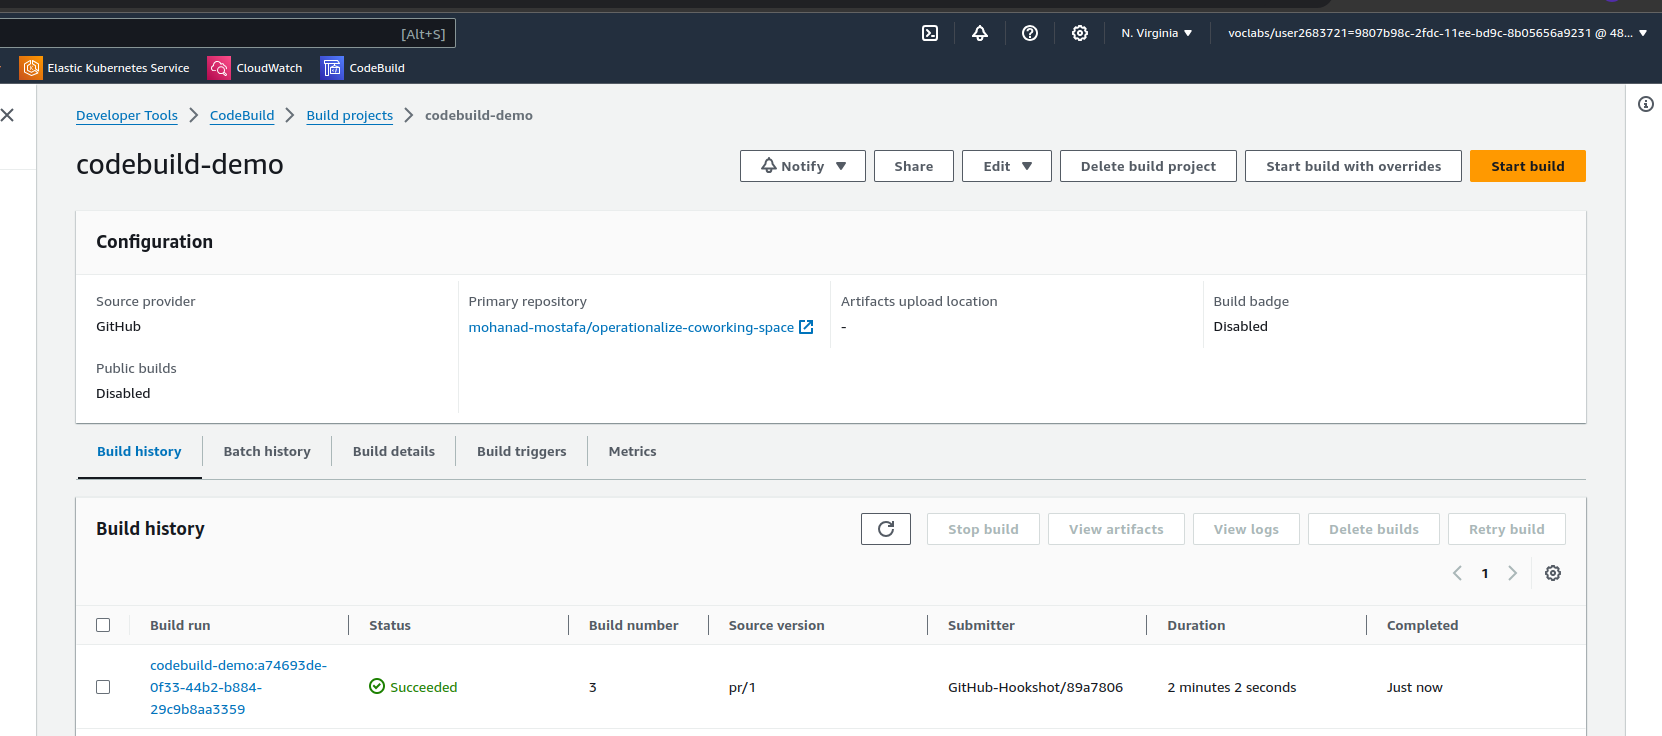 [Alt+S]
N. Virginia
voclabs/user2683721=9807b98c-2fdc-11ee-bd9c-8b05656a9231 @ 48...
Elastic Kubernetes Service
CloudWatch
CodeBuild
Developer Tools
CodeBuild
Build projects
codebuild-demo
codebuild-demo
Notify
Share
Edit
Delete build project
Start build with overrides
Start build
Configuration
Source provider
GitHub
Primary repository
mohanad-mostafa/operationalize-coworking-space
Artifacts upload location
-
Build badge
Disabled
Public builds
Disabled
Build history
Batch history
Build details
Build triggers
Metrics
Build history
Stop build
View artifacts
View logs
Delete builds
Retry build
1
Build run
Status
Build number
Source version
Submitter
Duration
Completed
codebuild-demo:a74693de-
0f33-44b2-b884-
29c9b8aa3359
Succeeded
3
pr/1
GitHub-Hookshot/89a7806
2 minutes 2 seconds
Just now